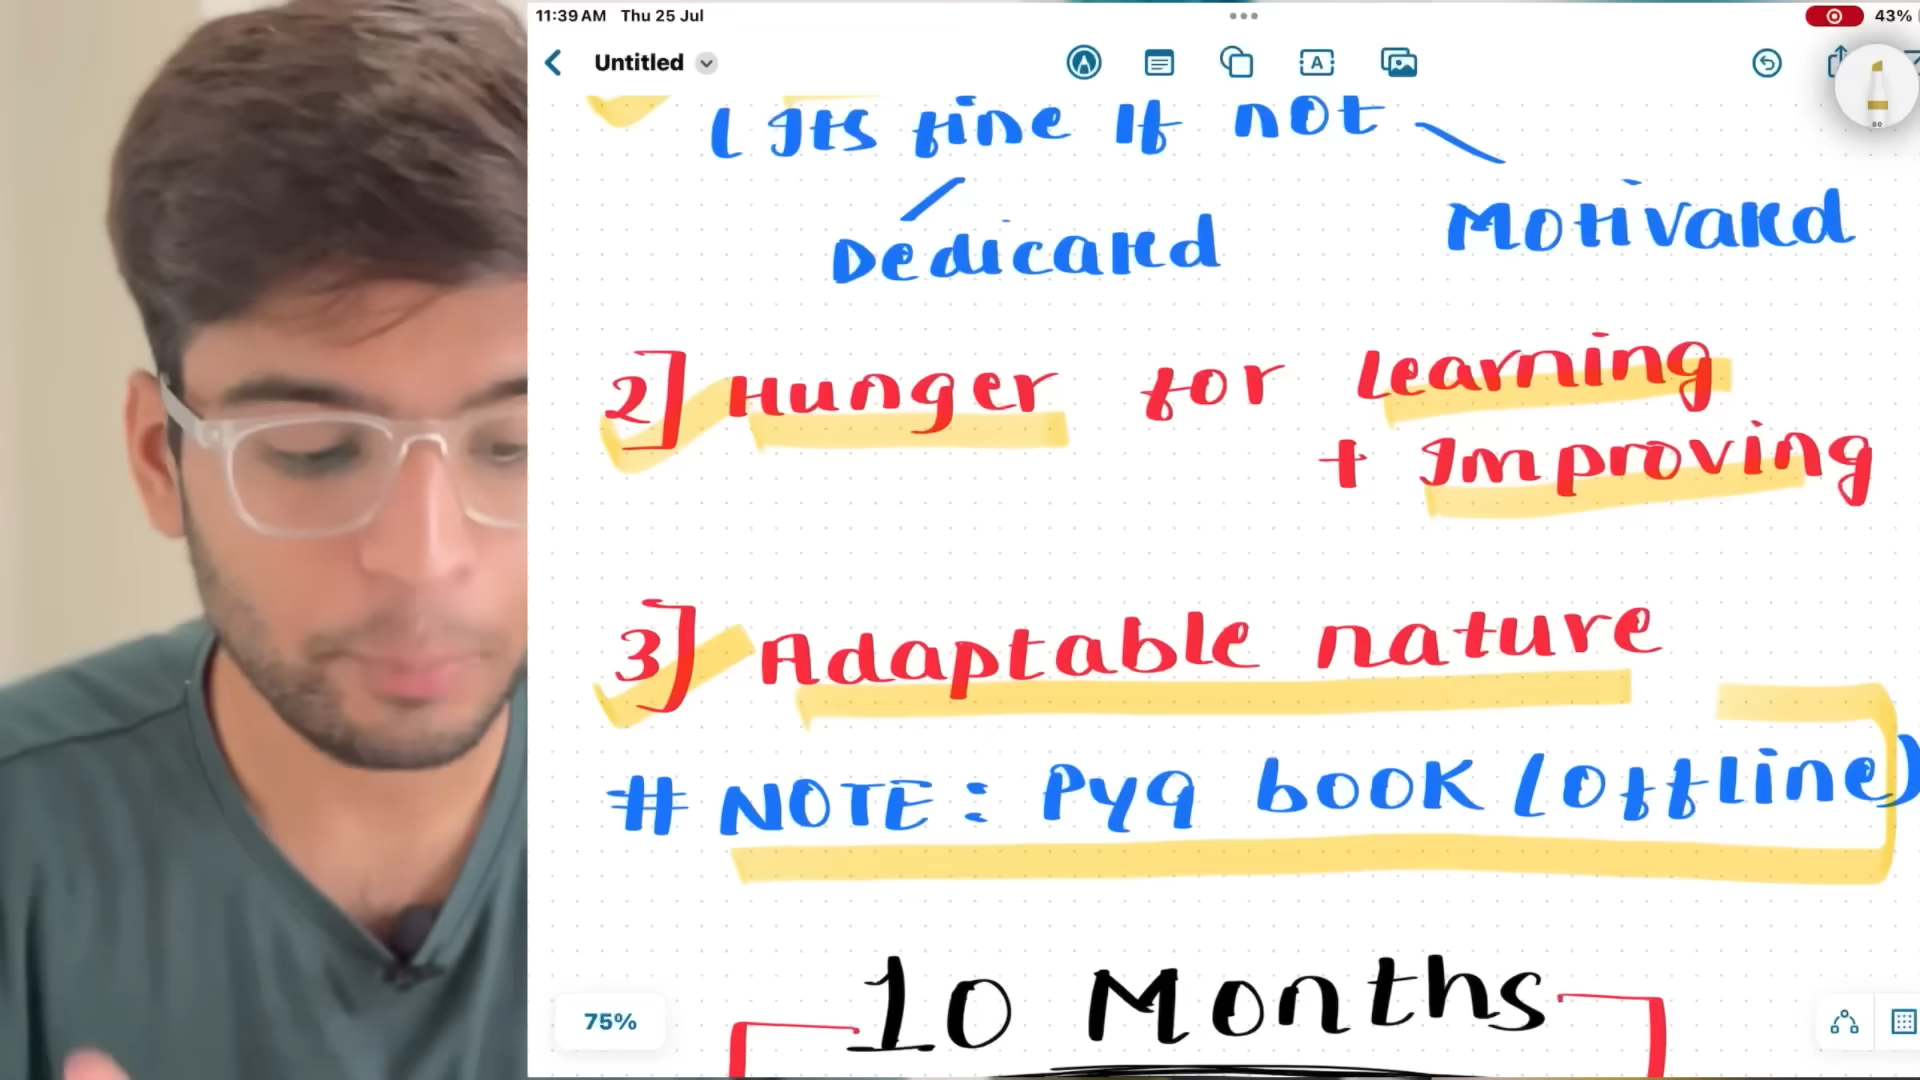 11:39 AM Thu 25 Jul
43%
Untitled
A
80
(Its fine If not
Dedicated
Motivated
2] Hunger for Learning
+ Improving
3] Adaptable nature
# NOTE: PYQ book (offline)
10 Months
75%